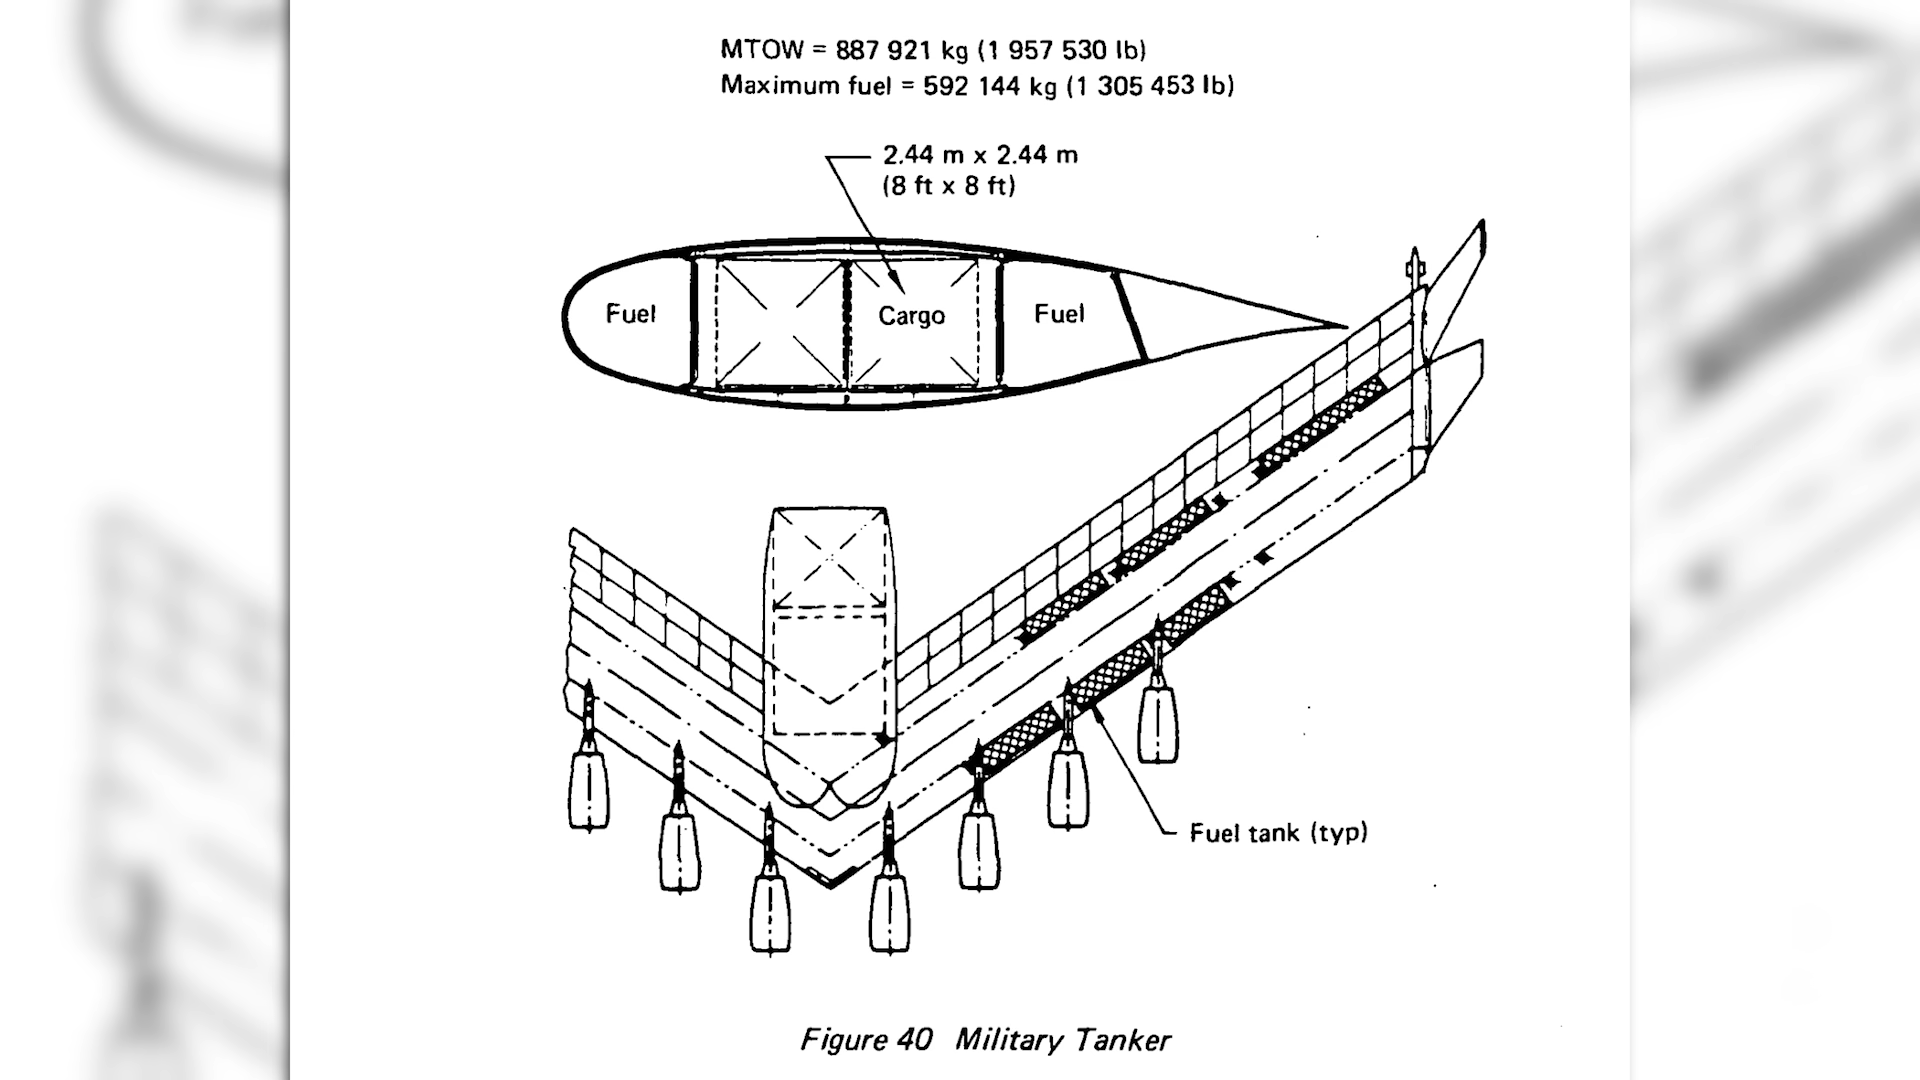 MTOW = 887 921 kg (1 957 530 lb)
Maximum fuel = 592 144 kg (1 305 453 lb)
2.44 m x 2.44 m
(8 ft x 8 ft)
Fuel
Cargo
Fuel
Fuel tank (typ)
Figure 40 Military Tanker